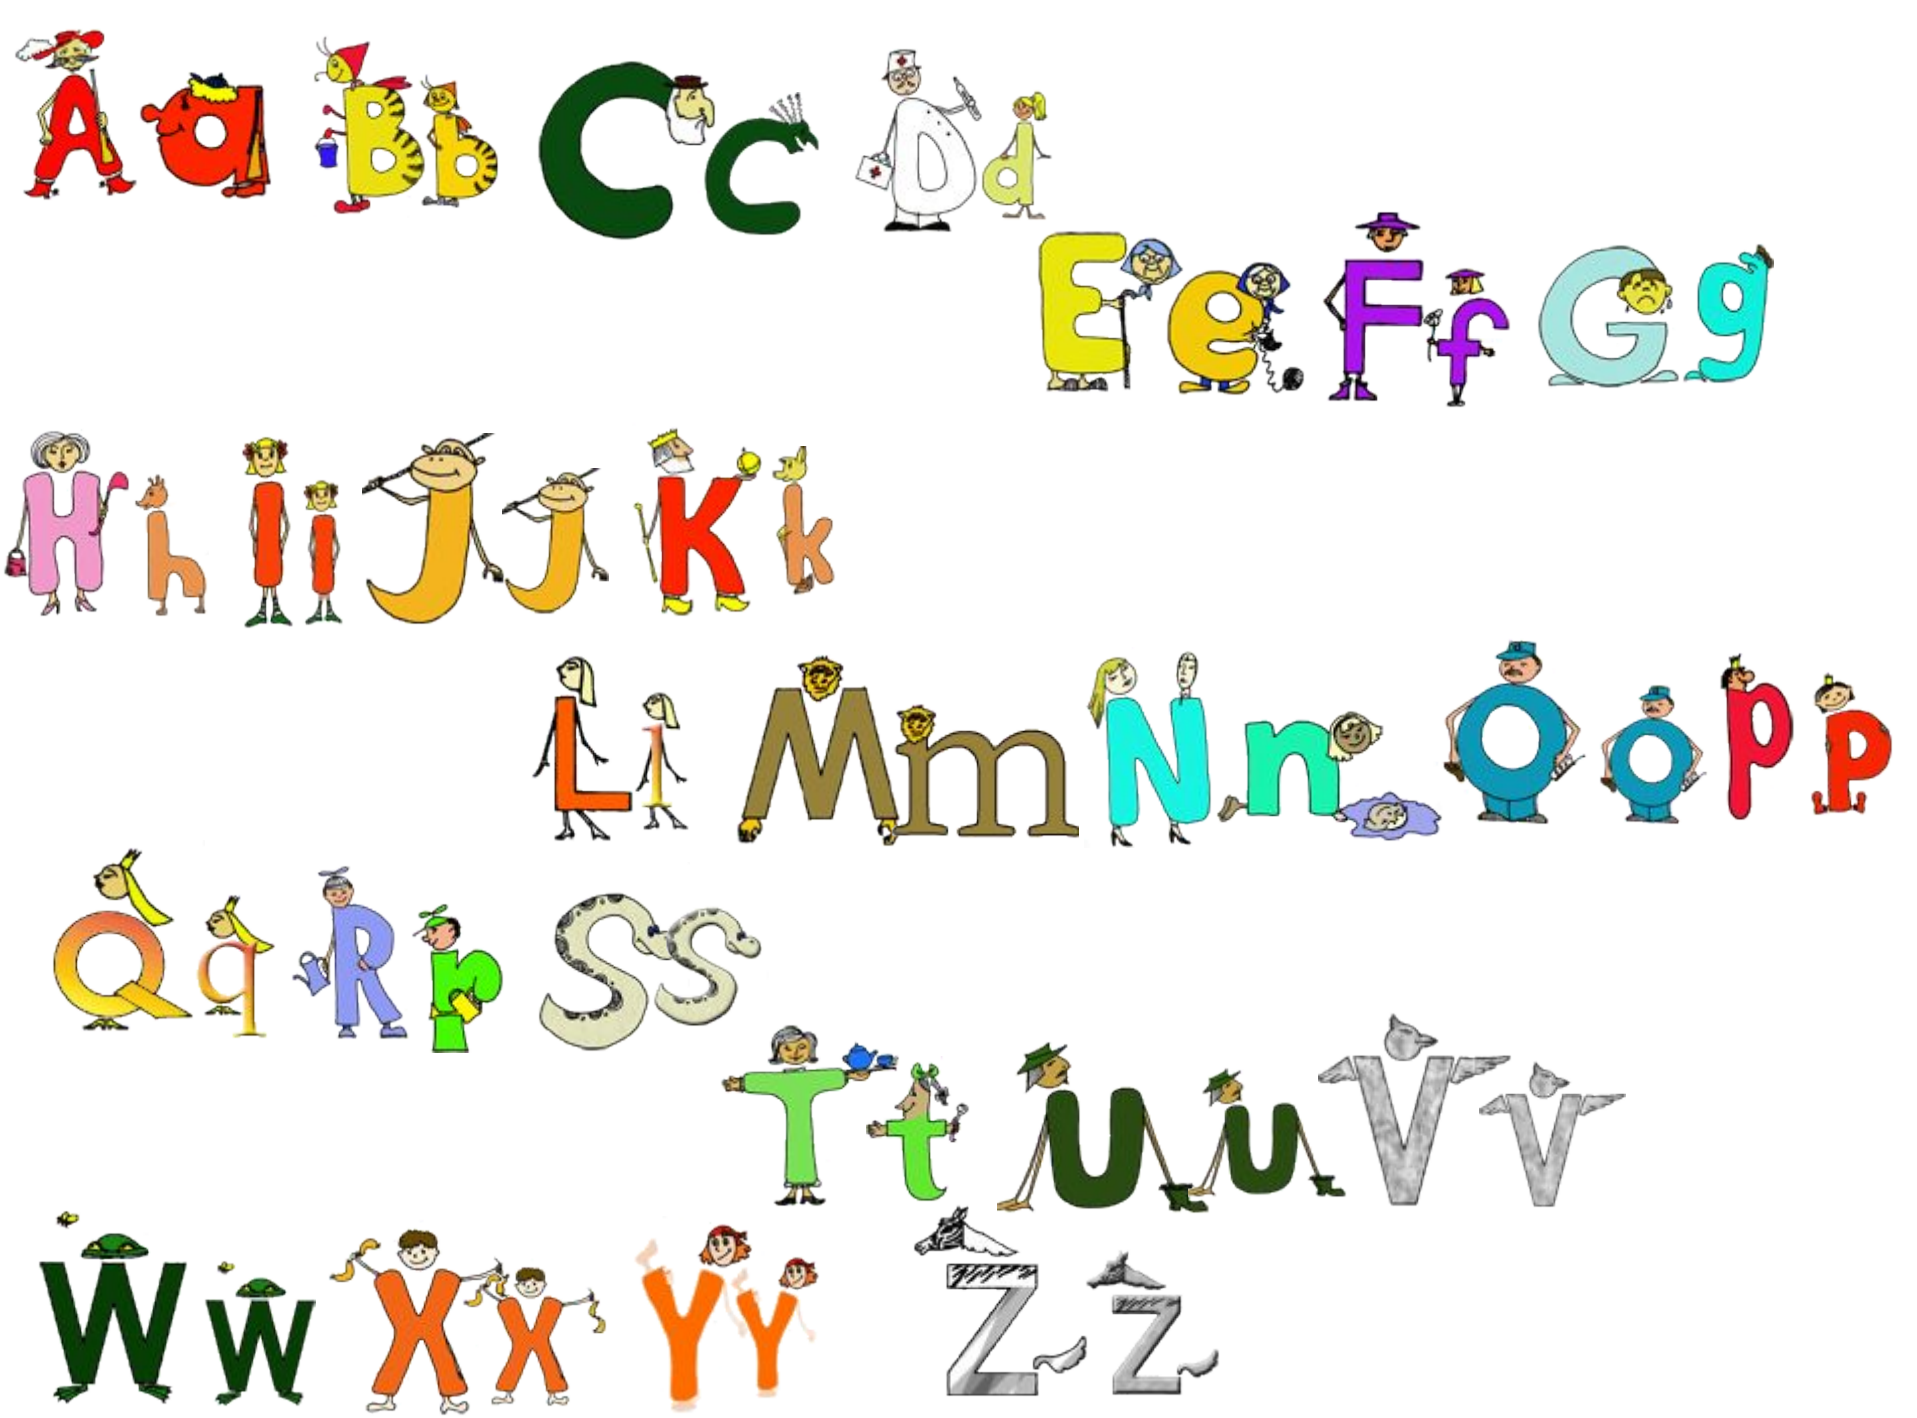 Aa Bb Cc Dd
Ee Ff Gg
Hh Ii Jj Kk
Ll Mm Nn Oo Pp
Qq Rr Ss
Tt Uu Vv
Ww Xx Yy Zz